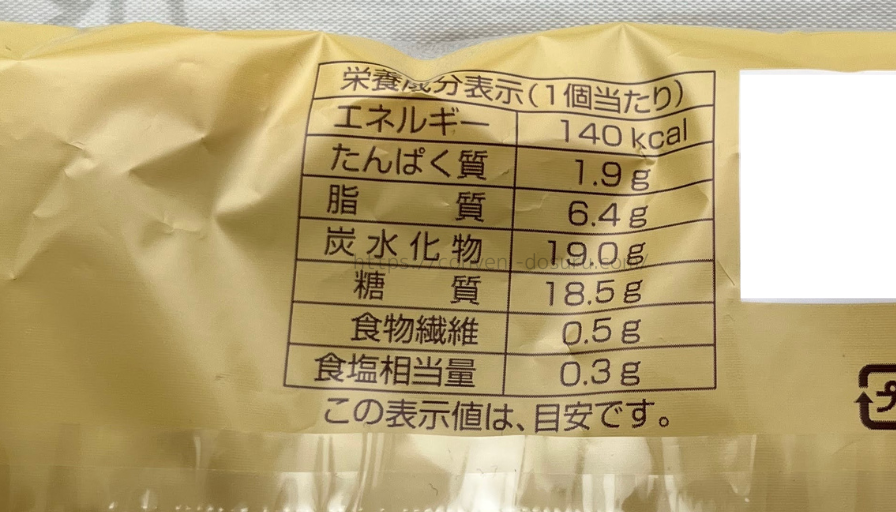 栄養成分表示(1個当たり)
エネルギー 140 kcal
たんぱく質 1.9 g
脂質 6.4 g
炭水化物 19.0 g
糖質 18.5 g
食物繊維 0.5 g
食塩相当量 0.3 g
この表示値は、目安です。
プ